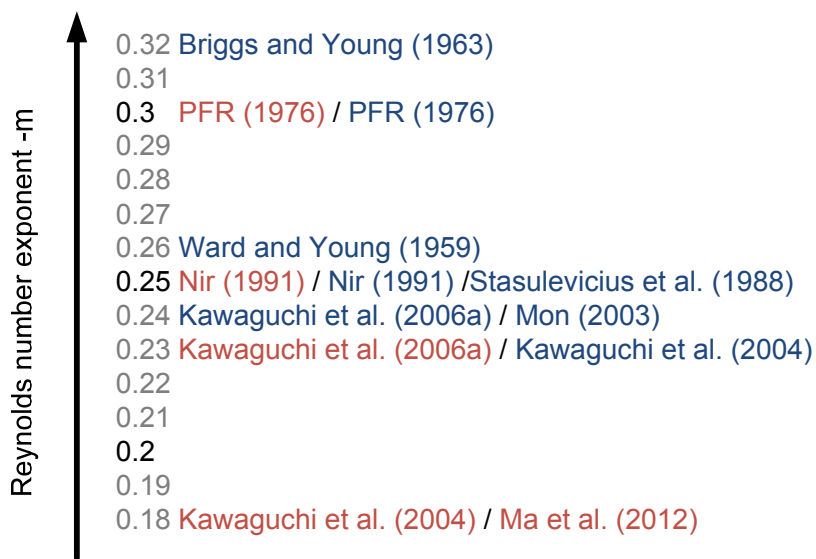 Reynolds number exponent -m
0.32 Briggs and Young (1963)
0.31
0.3 PFR (1976) / PFR (1976)
0.29
0.28
0.27
0.26 Ward and Young (1959)
0.25 Nir (1991) / Nir (1991) /Stasulevicius et al. (1988)
0.24 Kawaguchi et al. (2006a) / Mon (2003)
0.23 Kawaguchi et al. (2006a) / Kawaguchi et al. (2004)
0.22
0.21
0.2
0.19
0.18 Kawaguchi et al. (2004) / Ma et al. (2012)